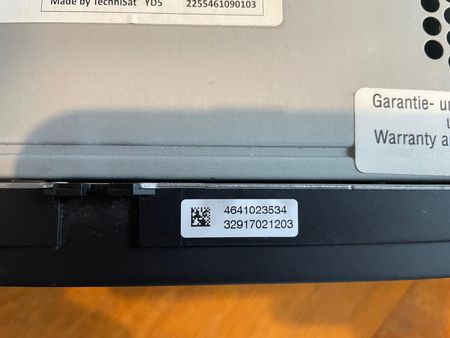 Made by TechniSat YD5 2255461090103
Garantie- u
Warranty a
4641023534
32917021203